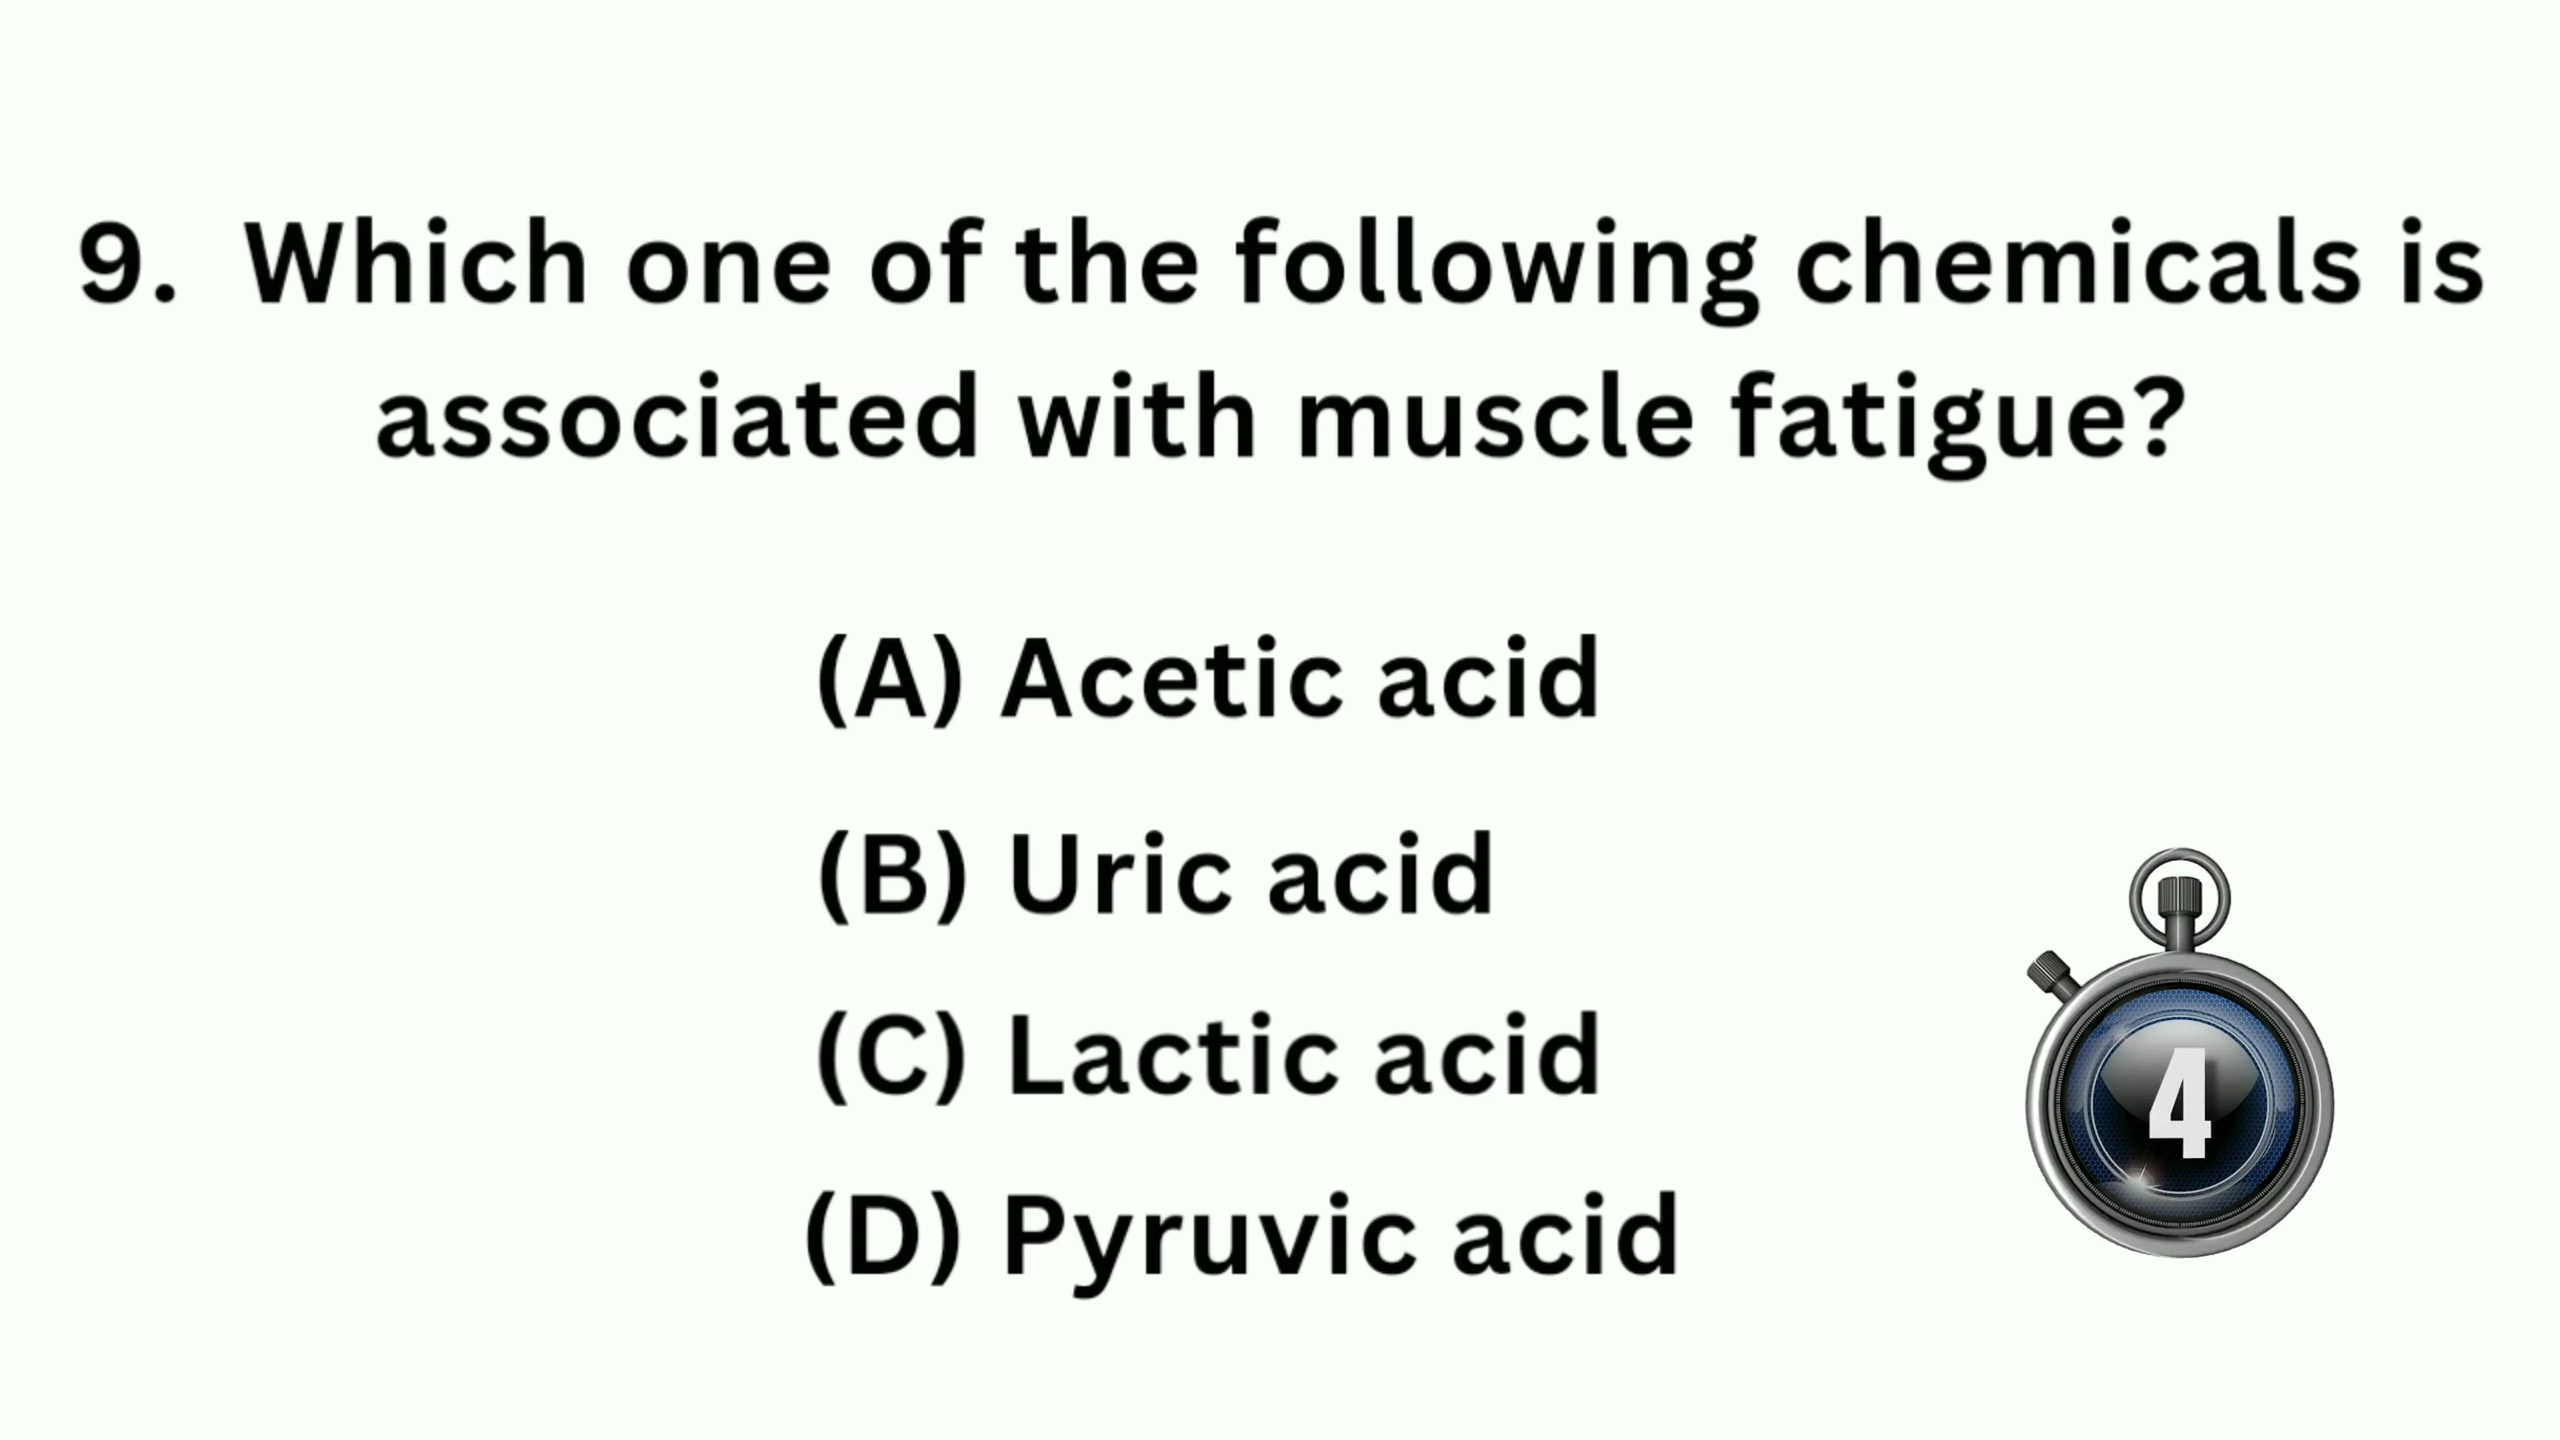 9. Which one of the following chemicals is
associated with muscle fatigue?
(A) Acetic acid
(B) Uric acid
(C) Lactic acid
(D) Pyruvic acid
4